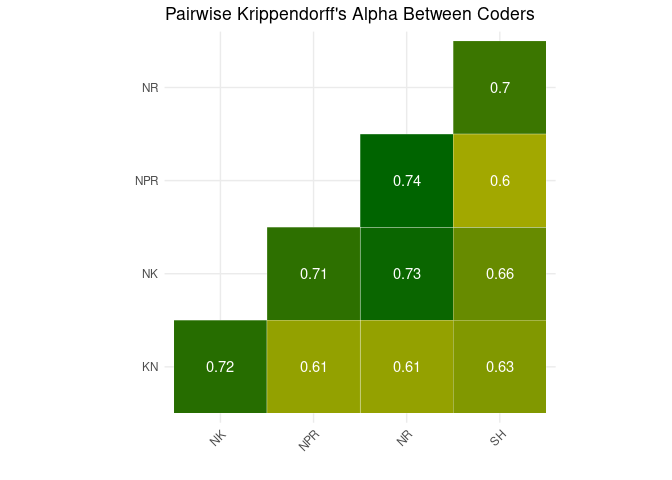 Pairwise Krippendorff's Alpha Between Coders
NR 0.7
NPR 0.74 0.6
NK 0.71 0.73 0.66
KN 0.72 0.61 0.61 0.63
NK NPR NR SH